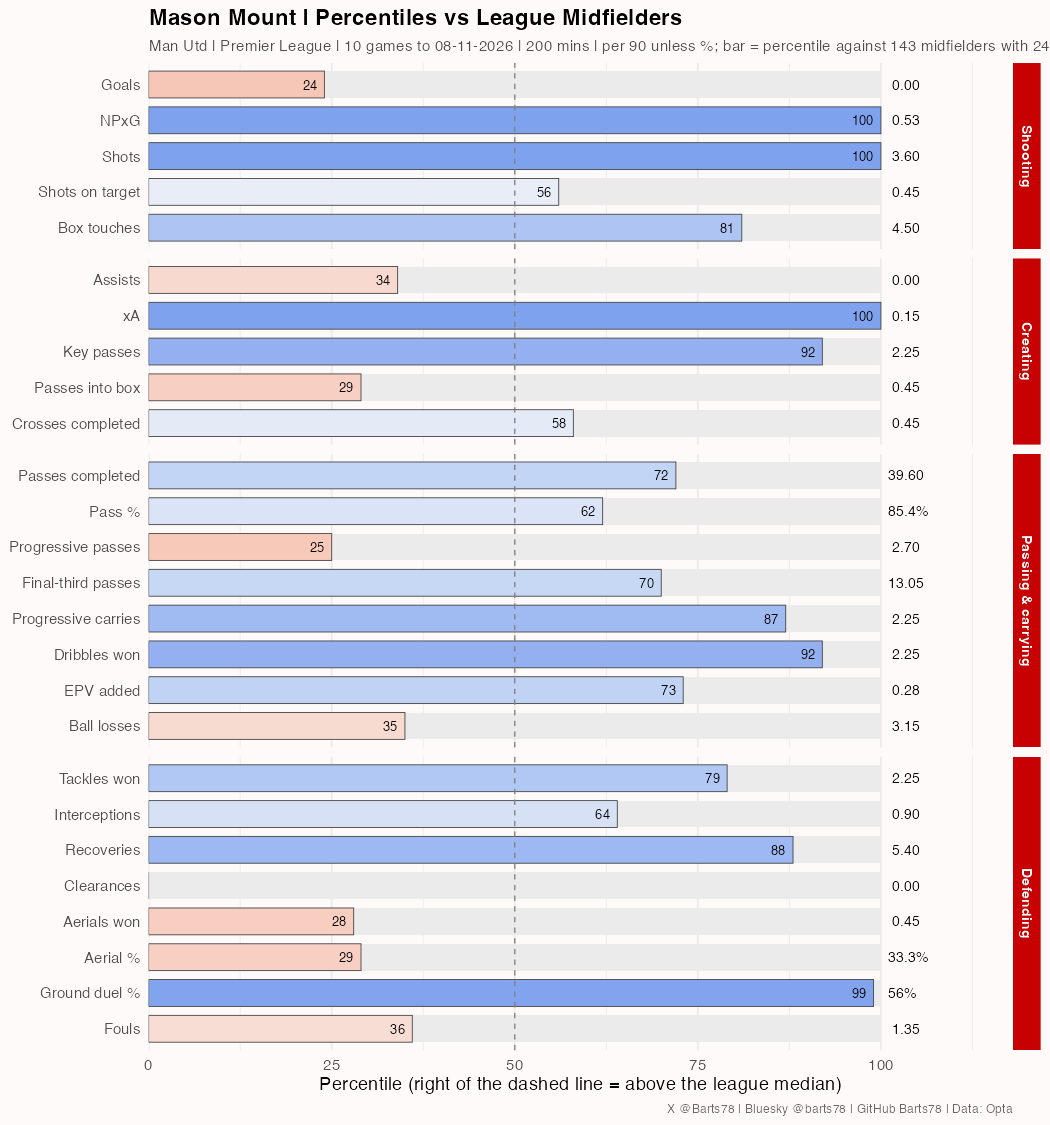 Mason Mount | Percentiles vs League Midfielders
Man Utd | Premier League | 10 games to 08-11-2026 | 200 mins | per 90 unless %; bar = percentile against 143 midfielders with 24
Goals 24 0.00
NPxG 100 0.53
Shots 100 3.60
Shots on target 56 0.45
Box touches 81 4.50
Shooting
Assists 34 0.00
xA 100 0.15
Key passes 92 2.25
Passes into box 29 0.45
Crosses completed 58 0.45
Creating
Passes completed 72 39.60
Pass % 62 85.4%
Progressive passes 25 2.70
Final-third passes 70 13.05
Progressive carries 87 2.25
Dribbles won 92 2.25
EPV added 73 0.28
Ball losses 35 3.15
Passing & carrying
Tackles won 79 2.25
Interceptions 64 0.90
Recoveries 88 5.40
Clearances 0.00
Aerials won 28 0.45
Aerial % 29 33.3%
Ground duel % 99 56%
Fouls 36 1.35
Defending
0 25 50 75 100
Percentile (right of the dashed line = above the league median)
X @Barts78 | Bluesky @barts78 | GitHub Barts78 | Data: Opta